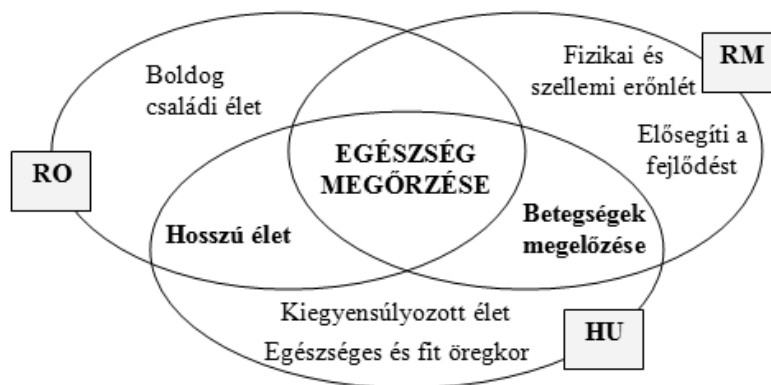 Boldog
családi élet
Fizikai és
szellemi erőnlét
RM
Elősegíti a
fejlődést
EGÉSZSÉG
MEGŐRZÉSE
RO
Hosszú élet
Betegségek
megelőzése
Kiegyensúlyozott élet
HU
Egészséges és fit öregkor